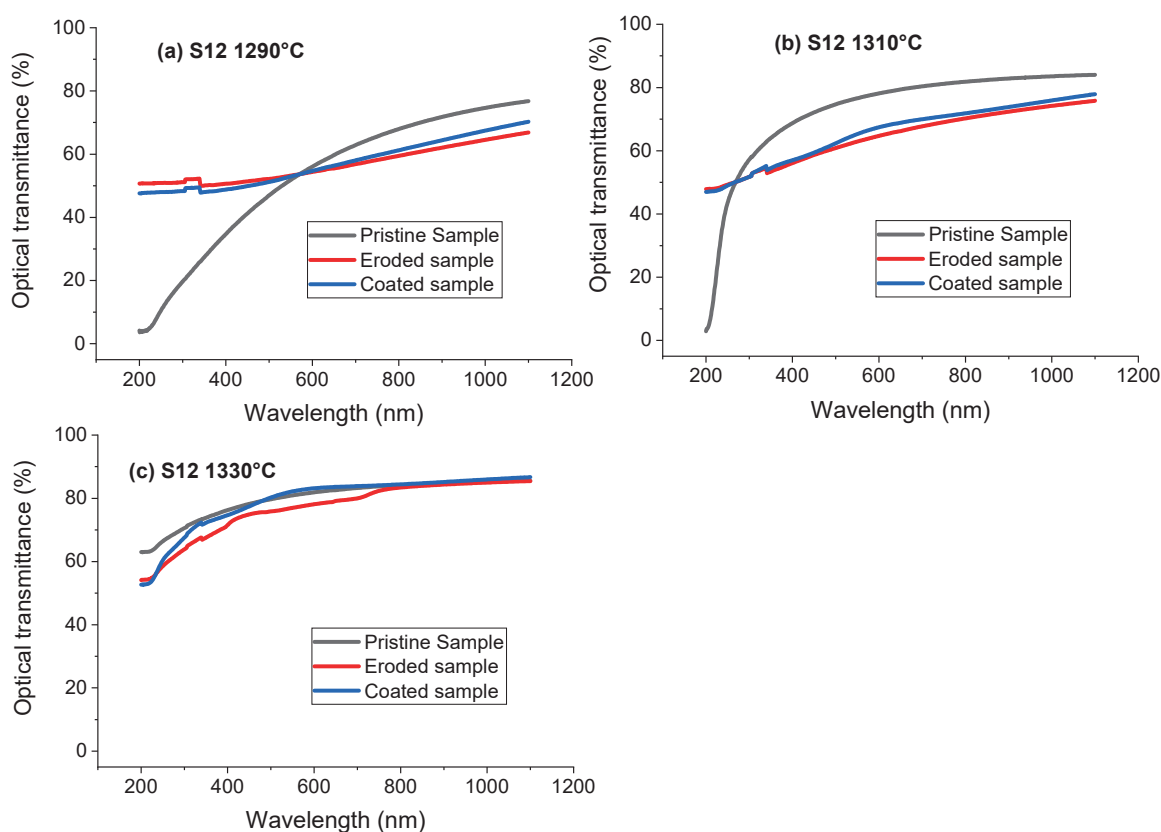 (a) S12 1290°C
Optical transmittance (%)
100
80
60
40
20
0
Pristine Sample
Eroded sample
Coated sample
200
400
600
800
1000
1200
Wavelength (nm)
(b) S12 1310°C
Optical transmittance (%)
100
80
60
40
20
0
Pristine Sample
Eroded sample
Coated sample
200
400
600
800
1000
1200
Wavelength (nm)
(c) S12 1330°C
Optical transmittance (%)
100
80
60
40
20
0
Pristine Sample
Eroded sample
Coated sample
200
400
600
800
1000
1200
Wavelength (nm)